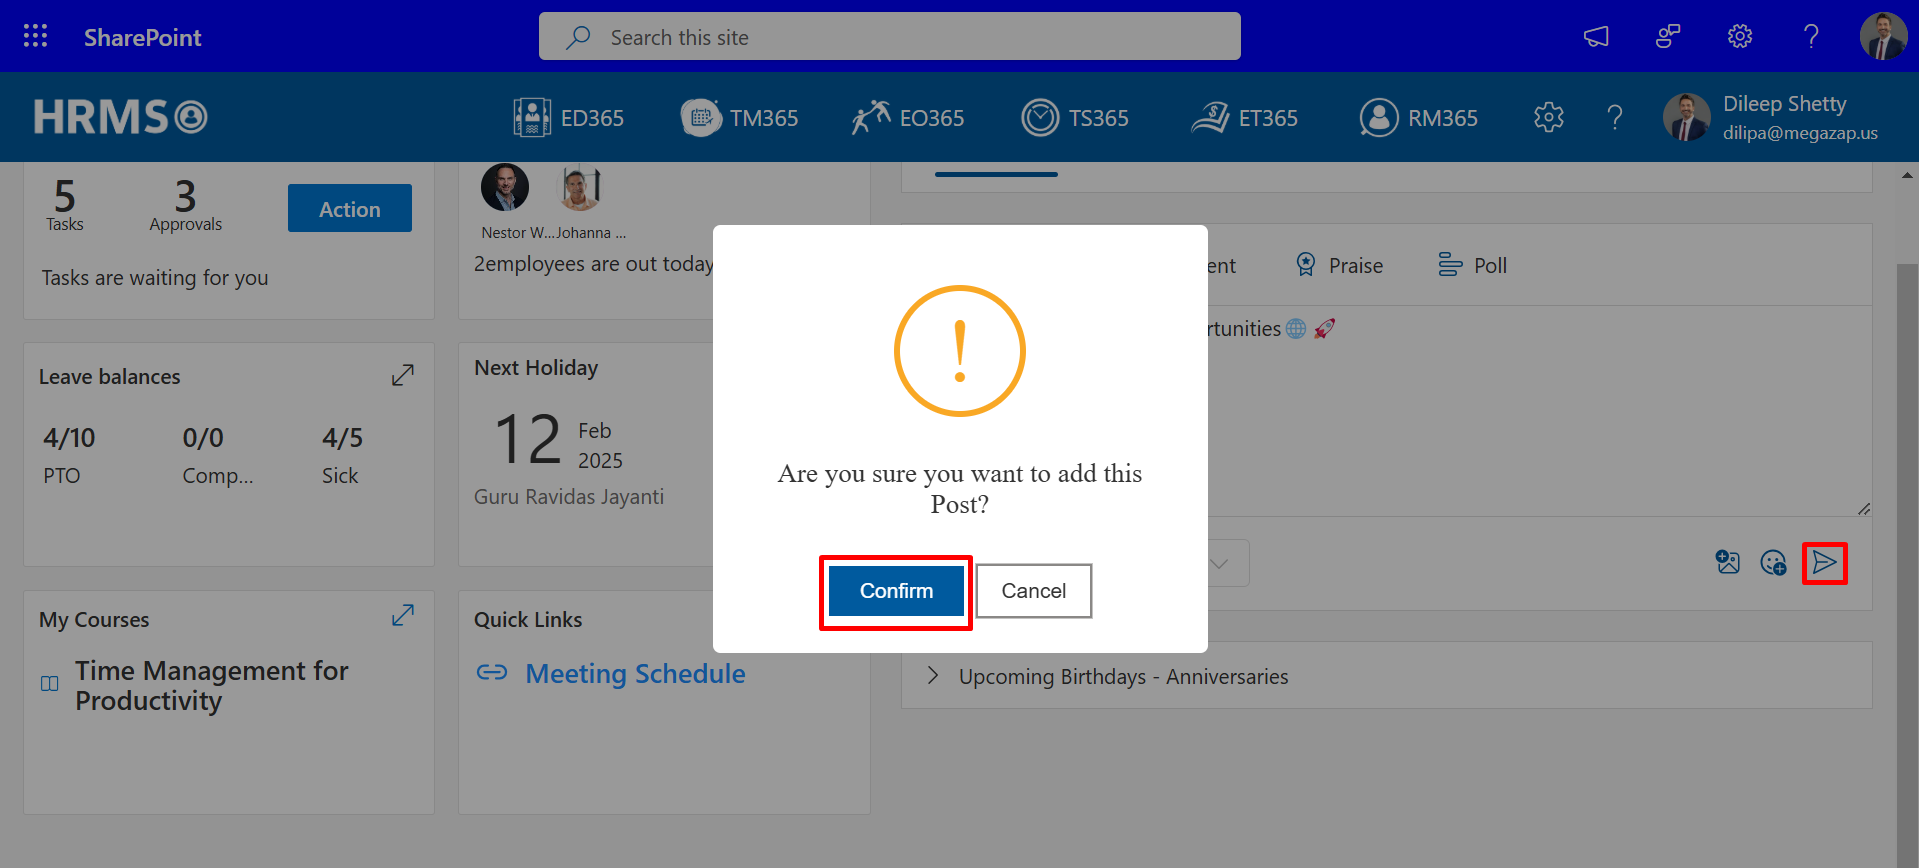 SharePoint
Search this site
HRMS
ED365
TM365
EO365
TS365
ET365
RM365
Dileep Shetty
dilipa@megazap.us
5
Tasks
3
Approvals
Action
Tasks are waiting for you
Nestor W...
Johanna ...
2employees are out today
ent
Praise
Poll
rtunities🌐 🚀
Leave balances
4/10
PTO
0/0
Comp...
4/5
Sick
Next Holiday
12
Feb
2025
Guru Ravidas Jayanti
Are you sure you want to add this
Post?
Confirm
Cancel
My Courses
Time Management for
Productivity
Quick Links
Meeting Schedule
Upcoming Birthdays - Anniversaries